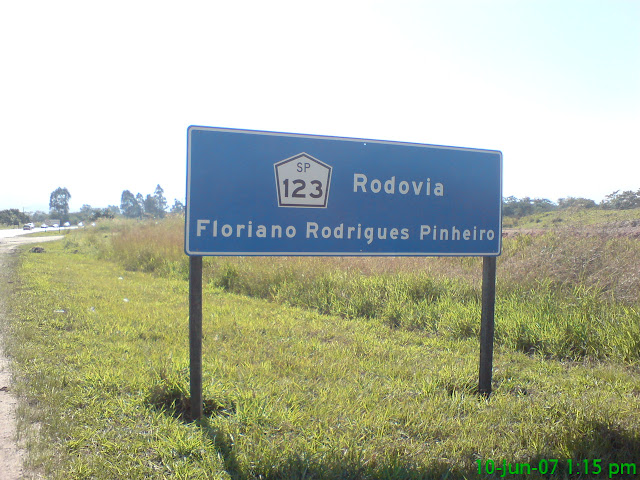 SP
123
Rodovia
Floriano Rodrigues Pinheiro
10-jun-07 1:15 pm